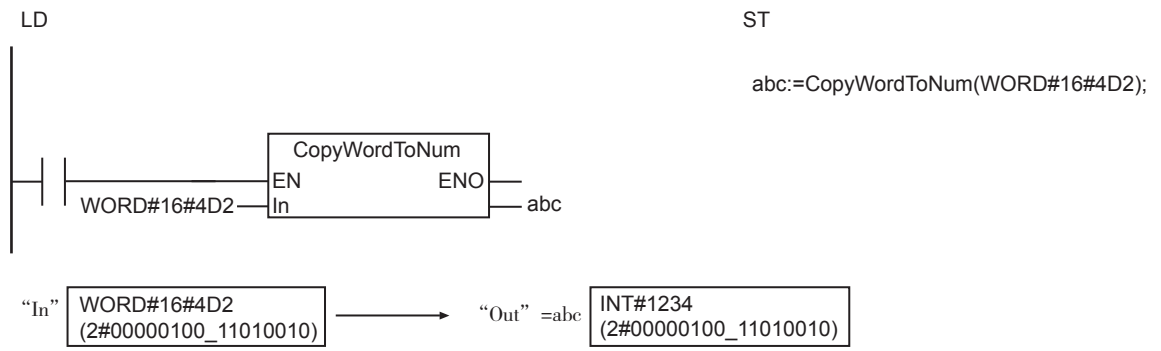 LD
ST
abc:=CopyWordToNum(WORD#16#4D2);
CopyWordToNum
EN ENO
WORD#16#4D2 In abc
“In” WORD#16#4D2
(2#00000100_11010010)
“Out” =abc INT#1234
(2#00000100_11010010)